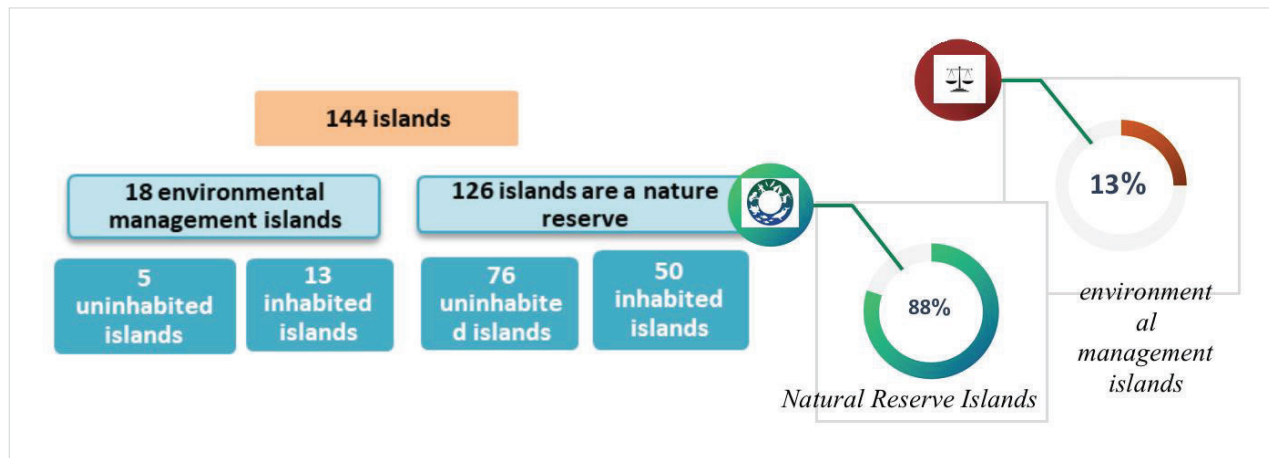 144 islands
18 environmental
management islands
126 islands are a nature
reserve
5
uninhabited
islands
13
inhabited
islands
76
uninhabite
d islands
50
inhabited
islands
88%
Natural Reserve Islands
13%
environment
al
management
islands